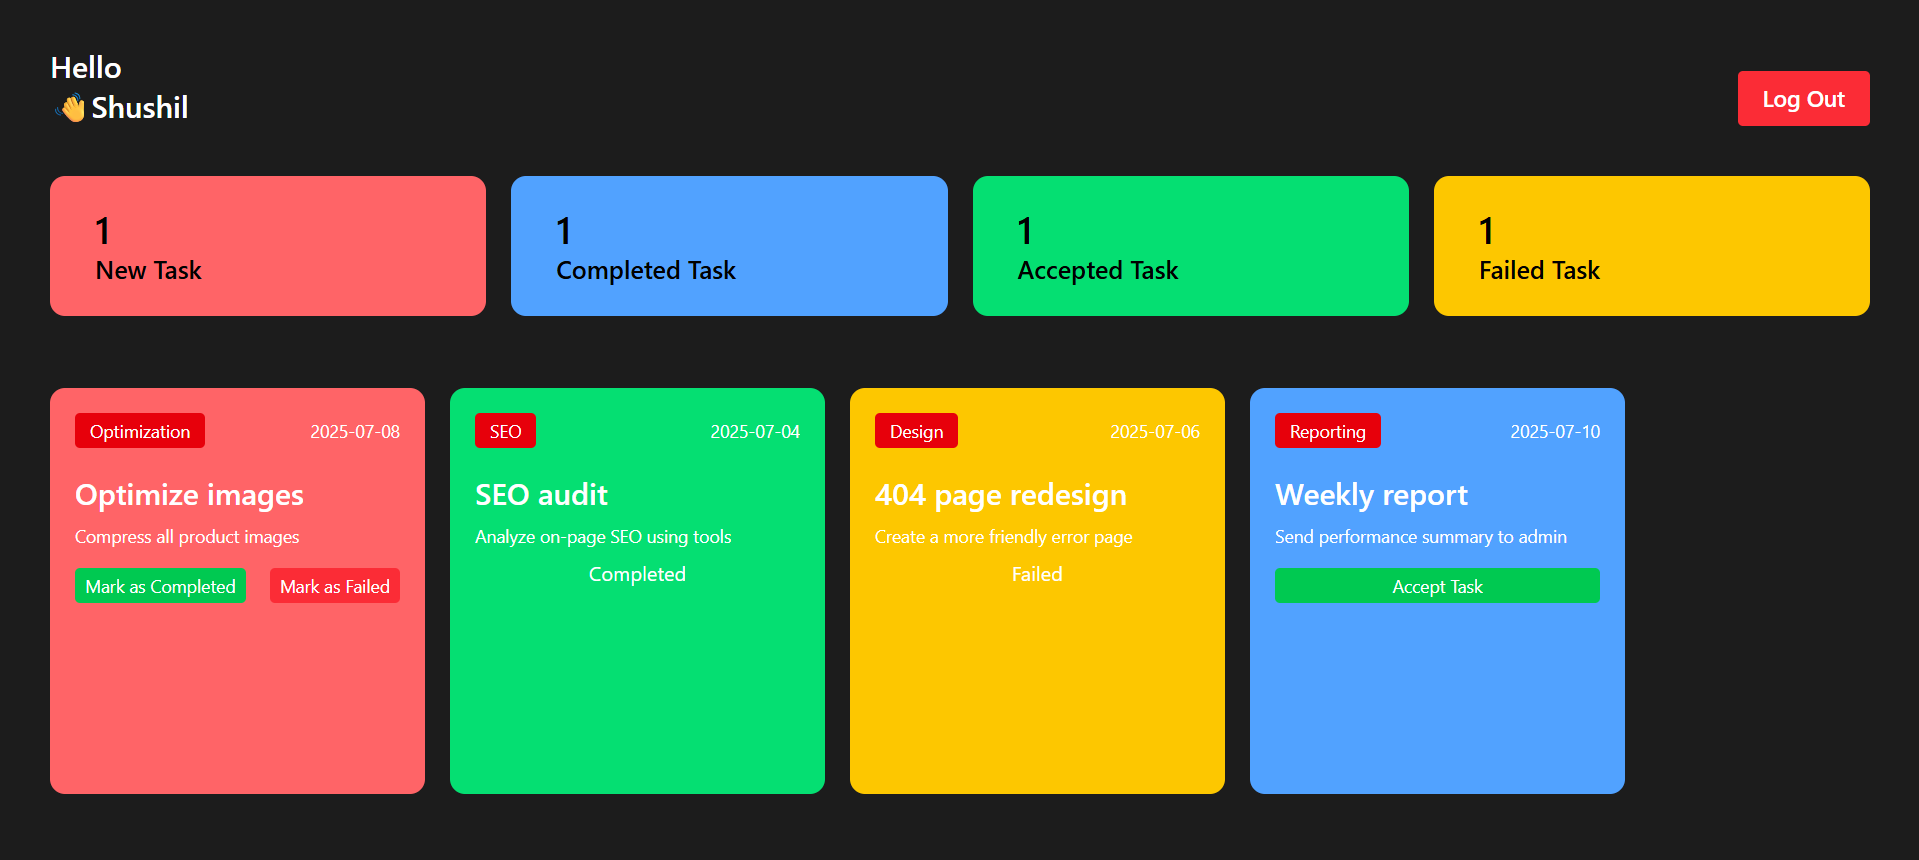 Hello
👋Shushil
Log Out
1
New Task
1
Completed Task
1
Accepted Task
1
Failed Task
Optimization 2025-07-08
Optimize images
Compress all product images
Mark as Completed Mark as Failed
SEO 2025-07-04
SEO audit
Analyze on-page SEO using tools
Completed
Design 2025-07-06
404 page redesign
Create a more friendly error page
Failed
Reporting 2025-07-10
Weekly report
Send performance summary to admin
Accept Task